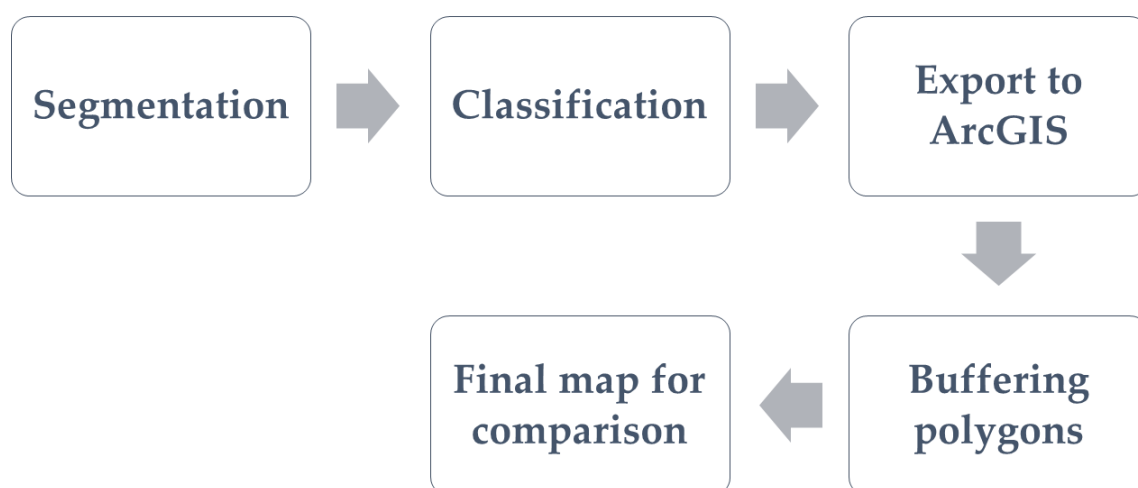 Segmentation
Classification
Export to
ArcGIS
Buffering
polygons
Final map for
comparison